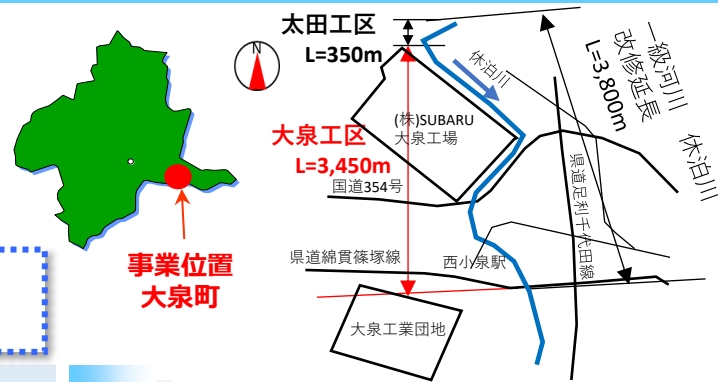 太田工区
L=350m
N
休泊川
(株)SUBARU
大泉工場
大泉工区
L=3,450m
国道354号
一級河川 休泊川
改修延長
L=3,800m
県道足利千代田線
県道綿貫篠塚線
西小泉駅
大泉工業団地
事業位置
大泉町